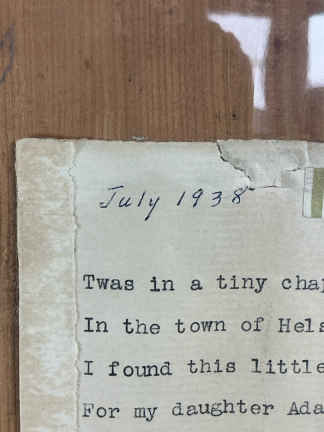 July 1938
Twas in a tiny
In the town of
I found this little
For my daughter